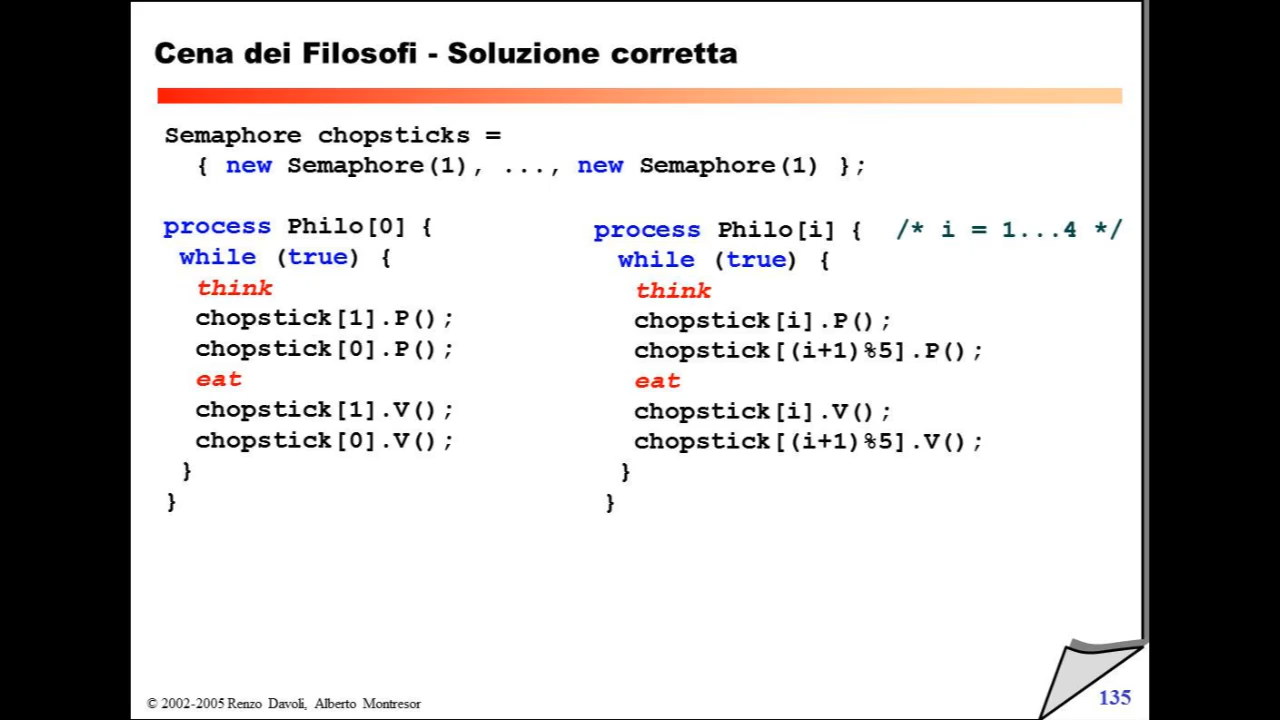 Cena dei Filosofi - Soluzione corretta
Semaphore chopsticks =
{ new Semaphore(1), ..., new Semaphore(1) };
process Philo[0] {
while (true) {
think
chopstick[1].P();
chopstick[0].P();
eat
chopstick[1].V();
chopstick[0].V();
}
}
process Philo[i] { /* i = 1...4 */
while (true) {
think
chopstick[i].P();
chopstick[(i+1)%5].P();
eat
chopstick[i].V();
chopstick[(i+1)%5].V();
}
}
© 2002-2005 Renzo Davoli, Alberto Montresor
135